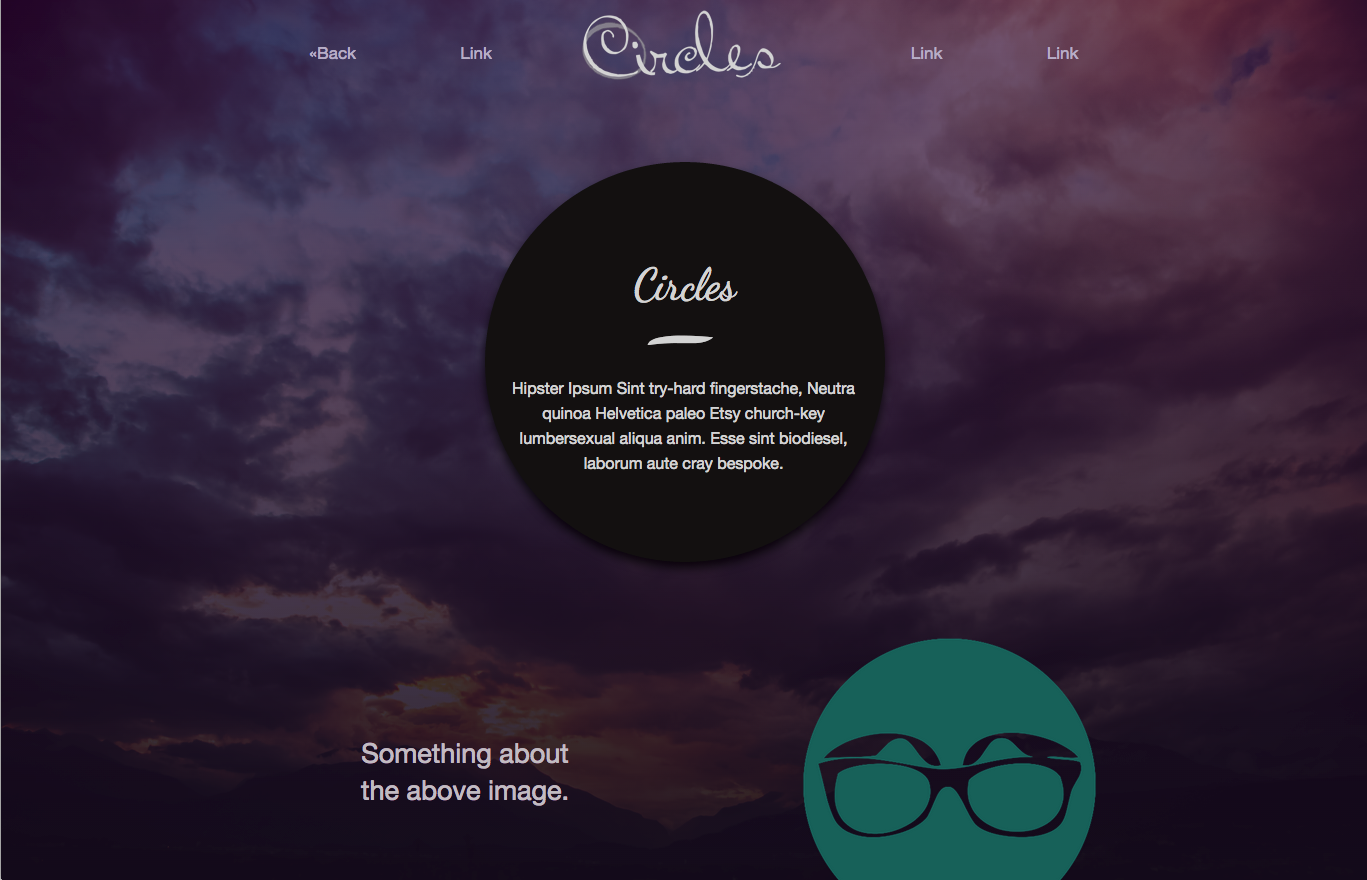 «Back
Link
Circles
Link
Link
Circles
Hipster Ipsum Sint try-hard fingerstache, Neutra
quinoa Helvetica paleo Etsy church-key
lumbersexual aliqua anim. Esse sint biodiesel,
laborum aute cray bespoke.
Something about
the above image.